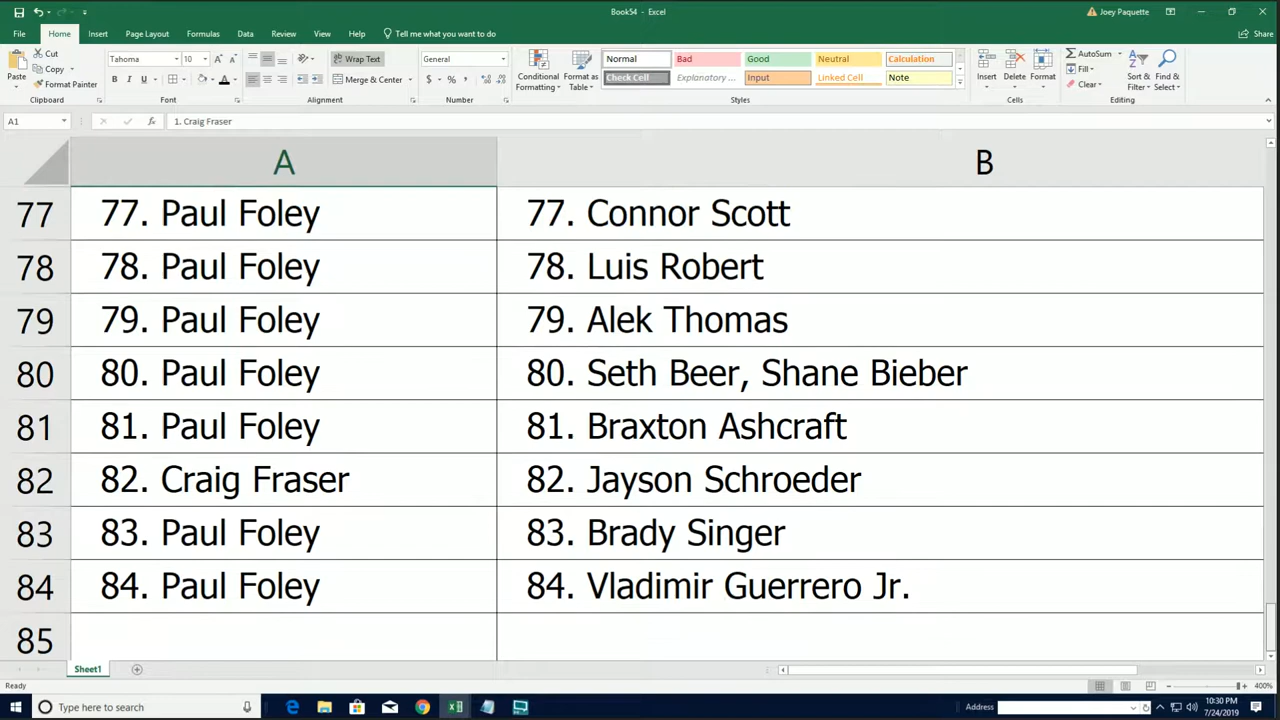 Book54 - Excel
Joey Paquette
File Home Insert Page Layout Formulas Data Review View Help Tell me what you want to do Share
Paste
Cut
Copy
Format Painter
Clipboard
Tahoma 10
Font
Wrap Text
Merge & Center
Alignment
General
Number
Conditional Formatting
Format as Table
Normal Bad Good Neutral Calculation
Check Cell Explanatory ... Input Linked Cell Note
Styles
Insert Delete Format
Cells
AutoSum
Fill
Clear
Sort & Filter
Find & Select
Editing
A1 1. Craig Fraser
A B
77 77. Paul Foley 77. Connor Scott
78 78. Paul Foley 78. Luis Robert
79 79. Paul Foley 79. Alek Thomas
80 80. Paul Foley 80. Seth Beer, Shane Bieber
81 81. Paul Foley 81. Braxton Ashcraft
82 82. Craig Fraser 82. Jayson Schroeder
83 83. Paul Foley 83. Brady Singer
84 84. Paul Foley 84. Vladimir Guerrero Jr.
85
Sheet1
Ready 400%
Type here to search Address 10:30 PM
7/24/2019